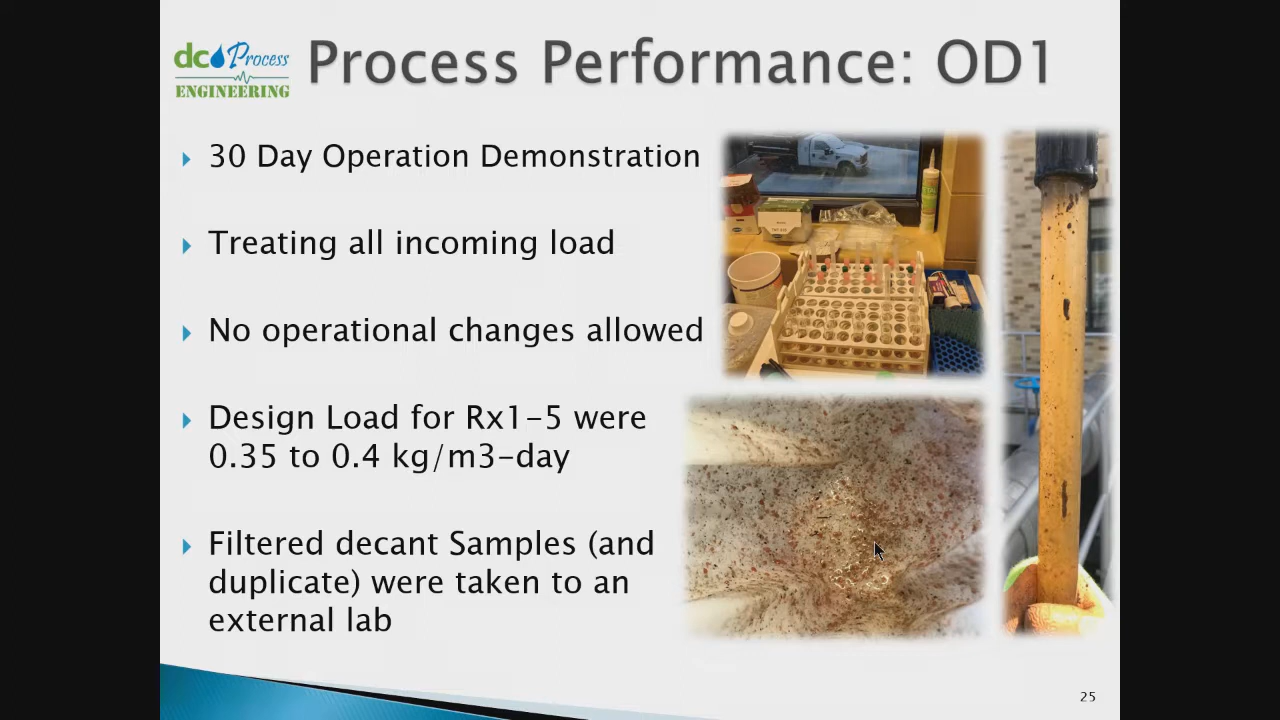 dc Process
ENGINEERING
Process Performance: OD1
30 Day Operation Demonstration
Treating all incoming load
No operational changes allowed
Design Load for Rx1-5 were
0.35 to 0.4 kg/m3-day
Filtered decant Samples (and
duplicate) were taken to an
external lab
25